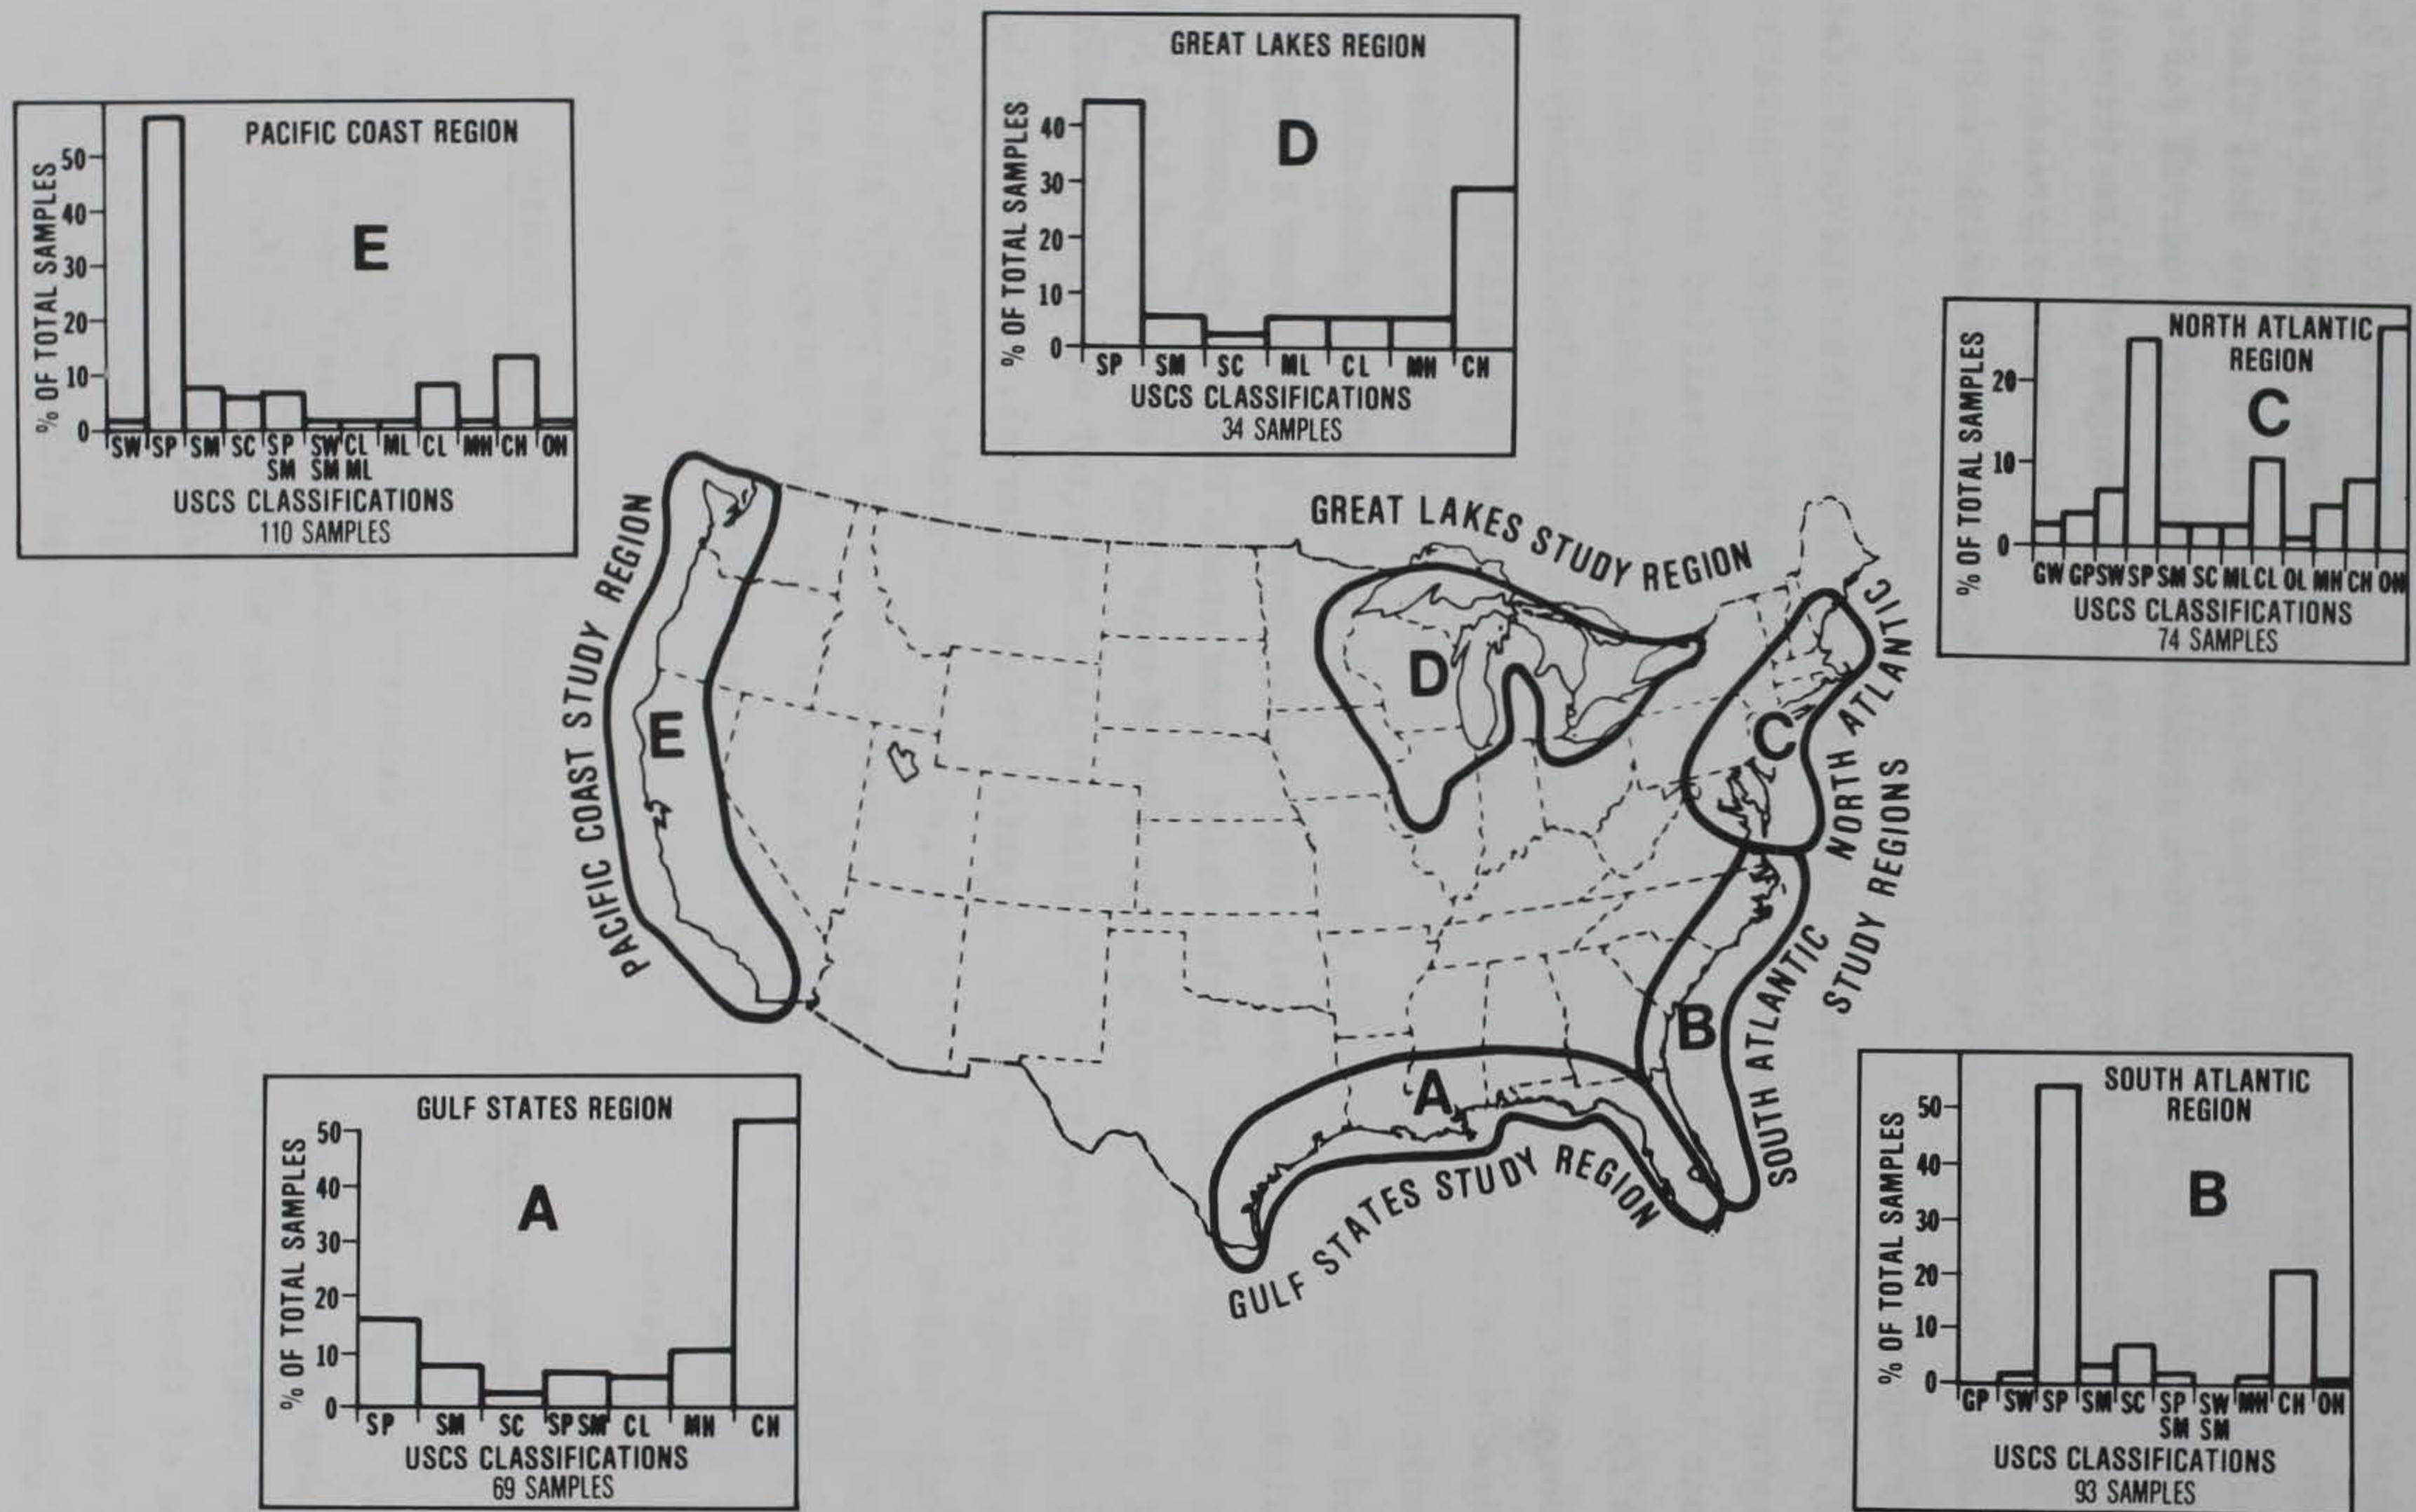 GREAT LAKES REGION
D
% OF TOTAL SAMPLES
40
30
20
10
0
SP SM SC ML CL MH CH
USCS CLASSIFICATIONS
34 SAMPLES
PACIFIC COAST REGION
E
% OF TOTAL SAMPLES
50
40
30
20
10
0
SW SP SM SC SP SW CL ML CL MH CH OH
SM SM ML
USCS CLASSIFICATIONS
110 SAMPLES
NORTH ATLANTIC
REGION
C
% OF TOTAL SAMPLES
20
10
0
GW GP SW SP SM SC ML CL OL MH CH OH
USCS CLASSIFICATIONS
74 SAMPLES
PACIFIC COAST STUDY REGION
E
GREAT LAKES STUDY REGION
D
C
NORTH ATLANTIC
STUDY REGIONS
SOUTH ATLANTIC
B
A
GULF STATES STUDY REGION
GULF STATES REGION
A
% OF TOTAL SAMPLES
50
40
30
20
10
0
SP SM SC SP SM CL MH CH
USCS CLASSIFICATIONS
69 SAMPLES
SOUTH ATLANTIC
REGION
B
% OF TOTAL SAMPLES
50
40
30
20
10
0
GP SW SP SM SC SP SW MH CH OH
SM SM
USCS CLASSIFICATIONS
93 SAMPLES